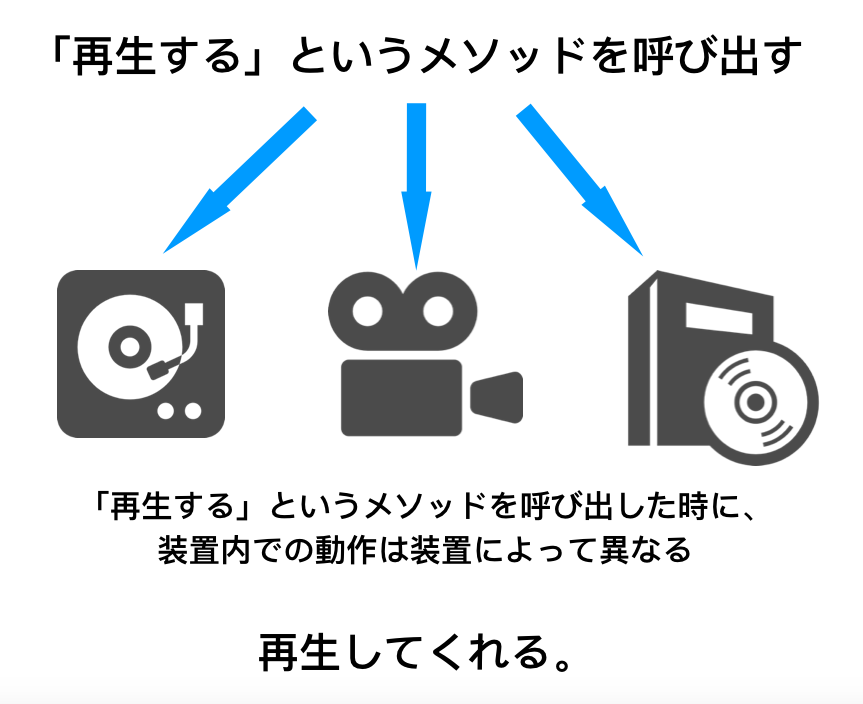 「再生する」というメソッドを呼び出す
「再生する」というメソッドを呼び出した時に、
装置内での動作は装置によって異なる
再生してくれる。